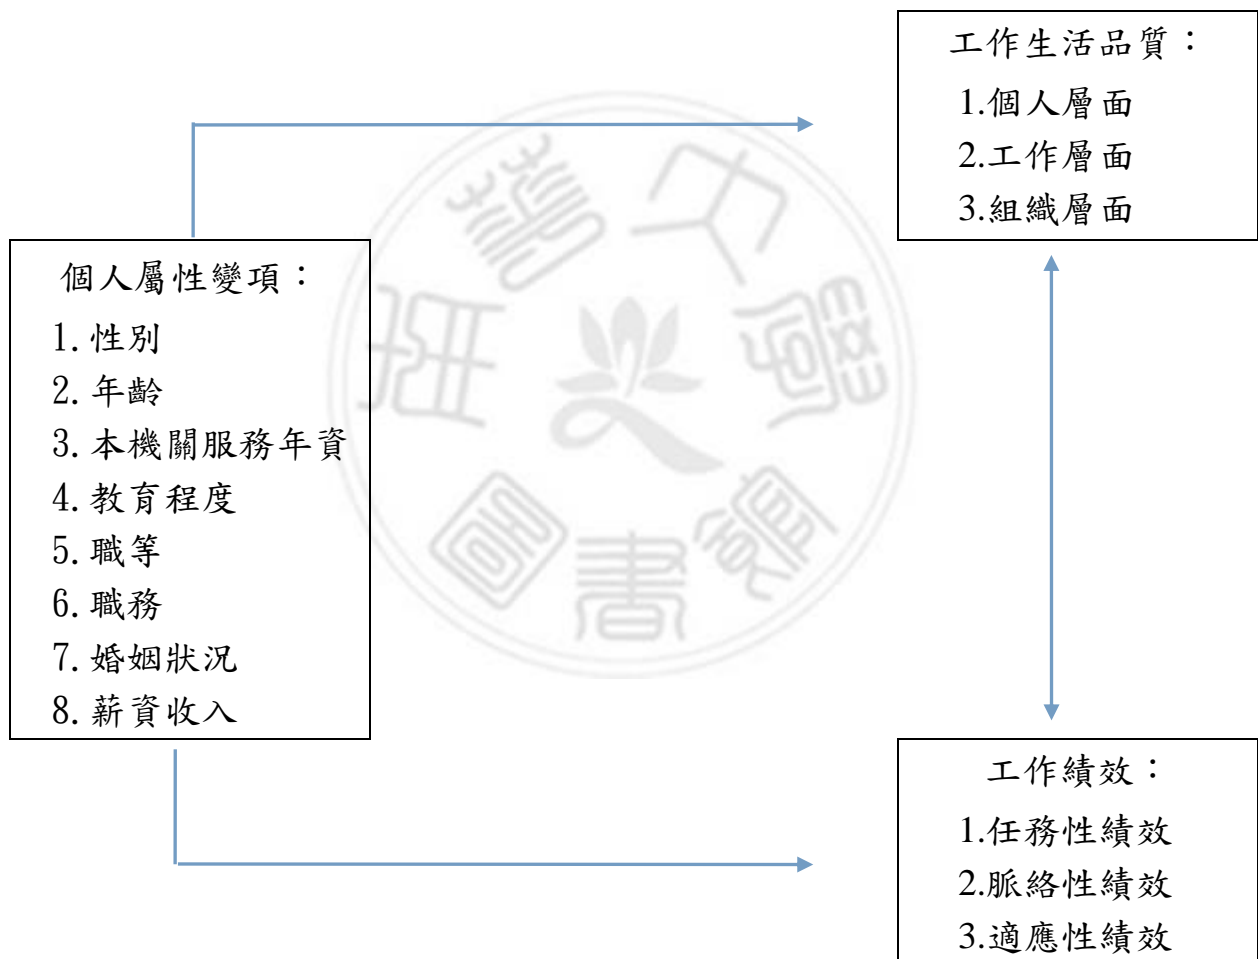 工作生活品質：
1.個人層面
2.工作層面
3.組織層面
個人屬性變項：
1.性別
2.年齡
3.本機關服務年資
4.教育程度
5.職等
6.職務
7.婚姻狀況
8.薪資收入
工作績效：
1.任務性績效
2.脈絡性績效
3.適應性績效